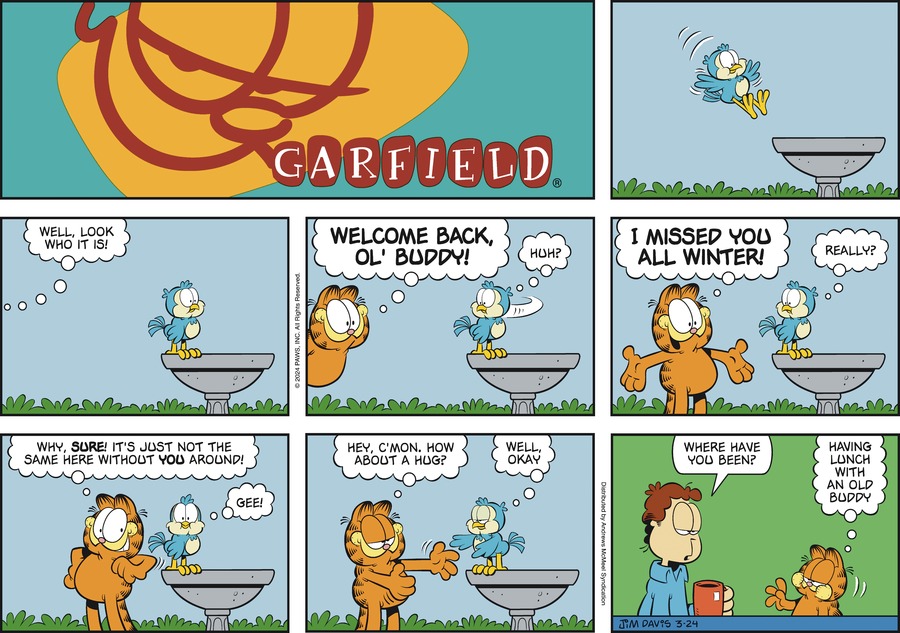 GARFIELD®
WELL, LOOK
WHO IT IS!
© 2024 PAWS, INC. All Rights Reserved.
WELCOME BACK,
OL' BUDDY!
HUH?
I MISSED YOU
ALL WINTER!
REALLY?
WHY, SURE! IT'S JUST NOT THE
SAME HERE WITHOUT YOU AROUND!
GEE!
HEY, C'MON. HOW
ABOUT A HUG?
WELL,
OKAY
Distributed by Andrews McMeel Syndication
WHERE HAVE
YOU BEEN?
HAVING
LUNCH
WITH
AN OLD
BUDDY
JIM DAVIS 3-24